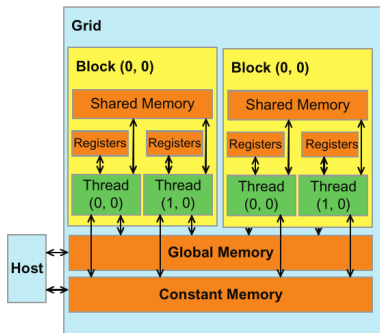 Grid
Block (0, 0)
Block (0, 0)
Shared Memory
Shared Memory
Registers
Registers
Registers
Registers
Thread
(0, 0)
Thread
(1, 0)
Thread
(0, 0)
Thread
(1, 0)
Host
Global Memory
Constant Memory